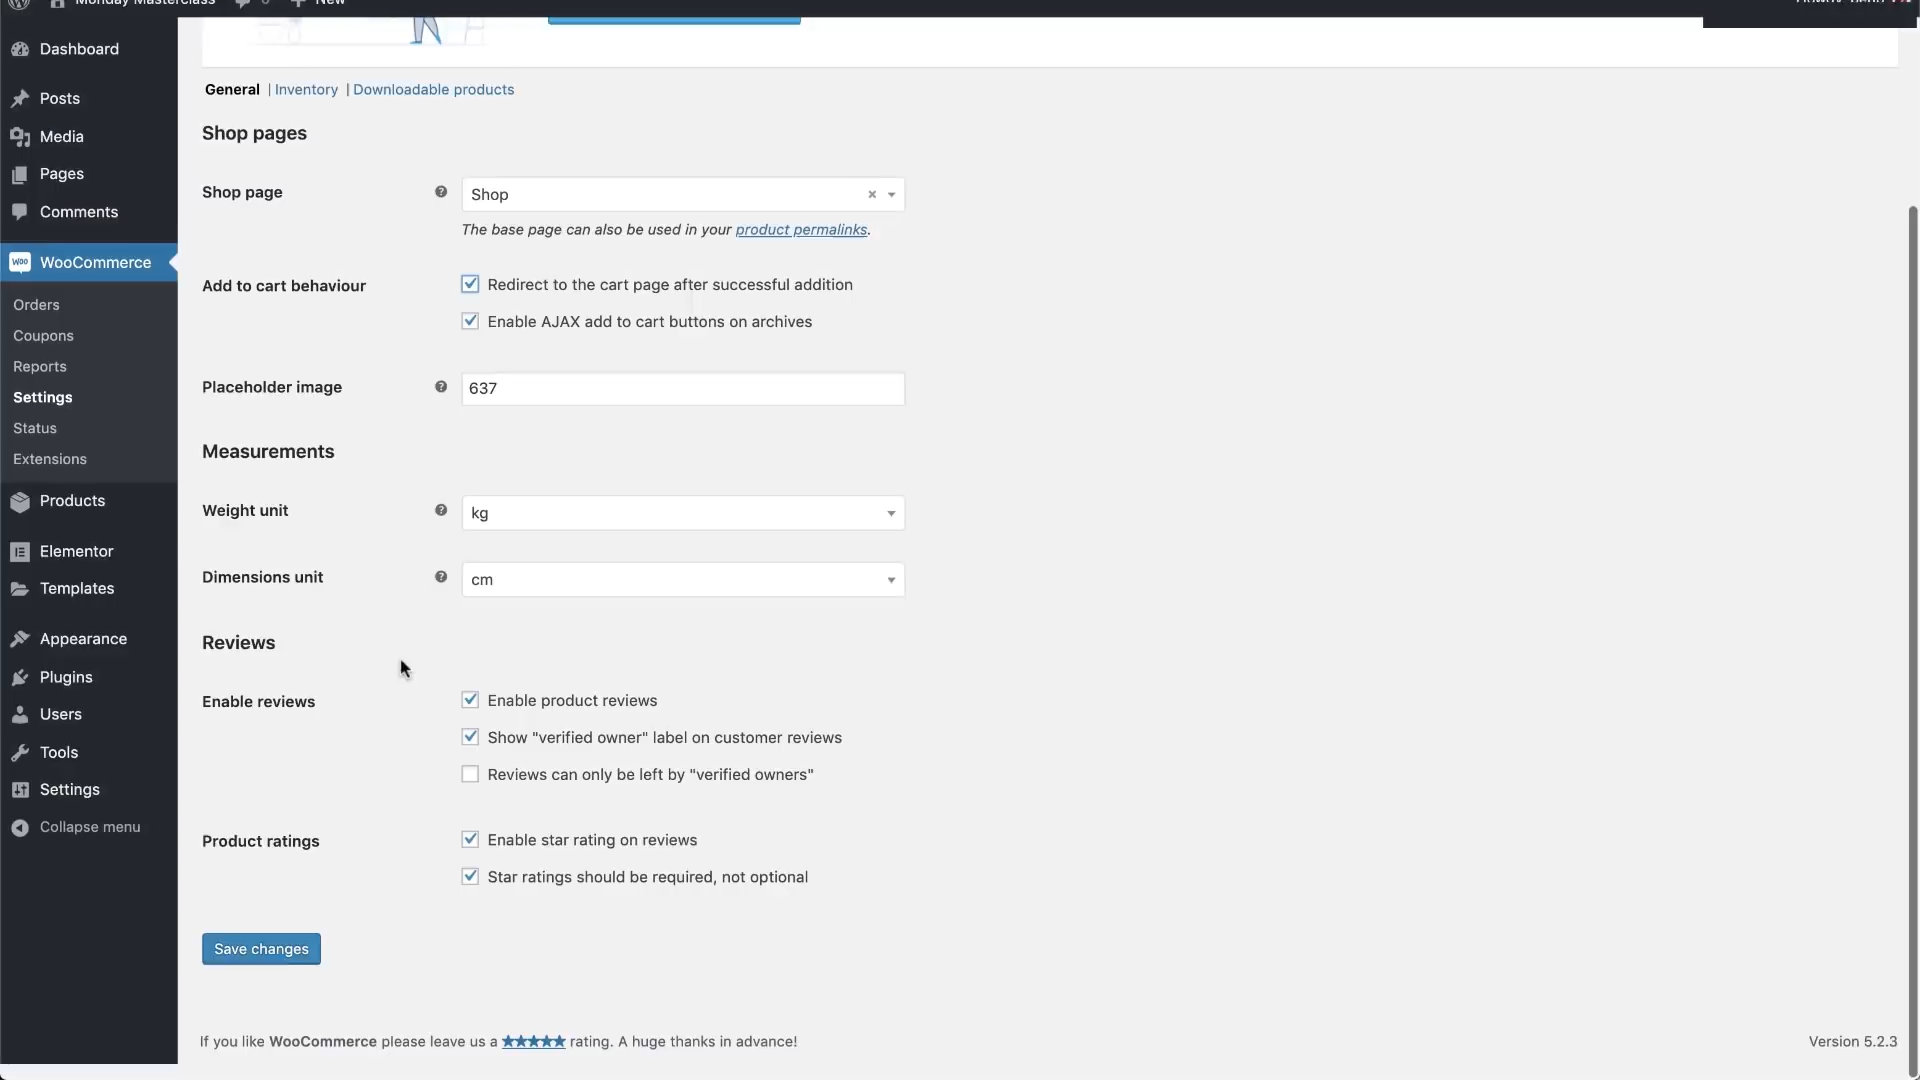 Monday Masterclass
0
New
Dashboard
Posts
Media
Pages
Comments
WOO WooCommerce
Orders
Coupons
Reports
Settings
Status
Extensions
Products
Elementor
Templates
Appearance
Plugins
Users
Tools
Settings
Collapse menu
General | Inventory | Downloadable products
Shop pages
Shop page
Shop
The base page can also be used in your product permalinks.
Add to cart behaviour
Redirect to the cart page after successful addition
Enable AJAX add to cart buttons on archives
Placeholder image
637
Measurements
Weight unit
kg
Dimensions unit
cm
Reviews
Enable reviews
Enable product reviews
Show "verified owner" label on customer reviews
Reviews can only be left by "verified owners"
Product ratings
Enable star rating on reviews
Star ratings should be required, not optional
Save changes
If you like WooCommerce please leave us a ★★★★★ rating. A huge thanks in advance!
Version 5.2.3